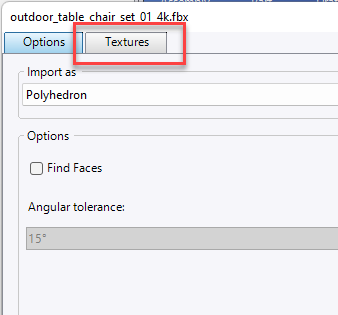 outdoor_table_chair_set_01_4k.fbx
Options
Textures
Import as
Polyhedron
Options
Find Faces
Angular tolerance:
15°